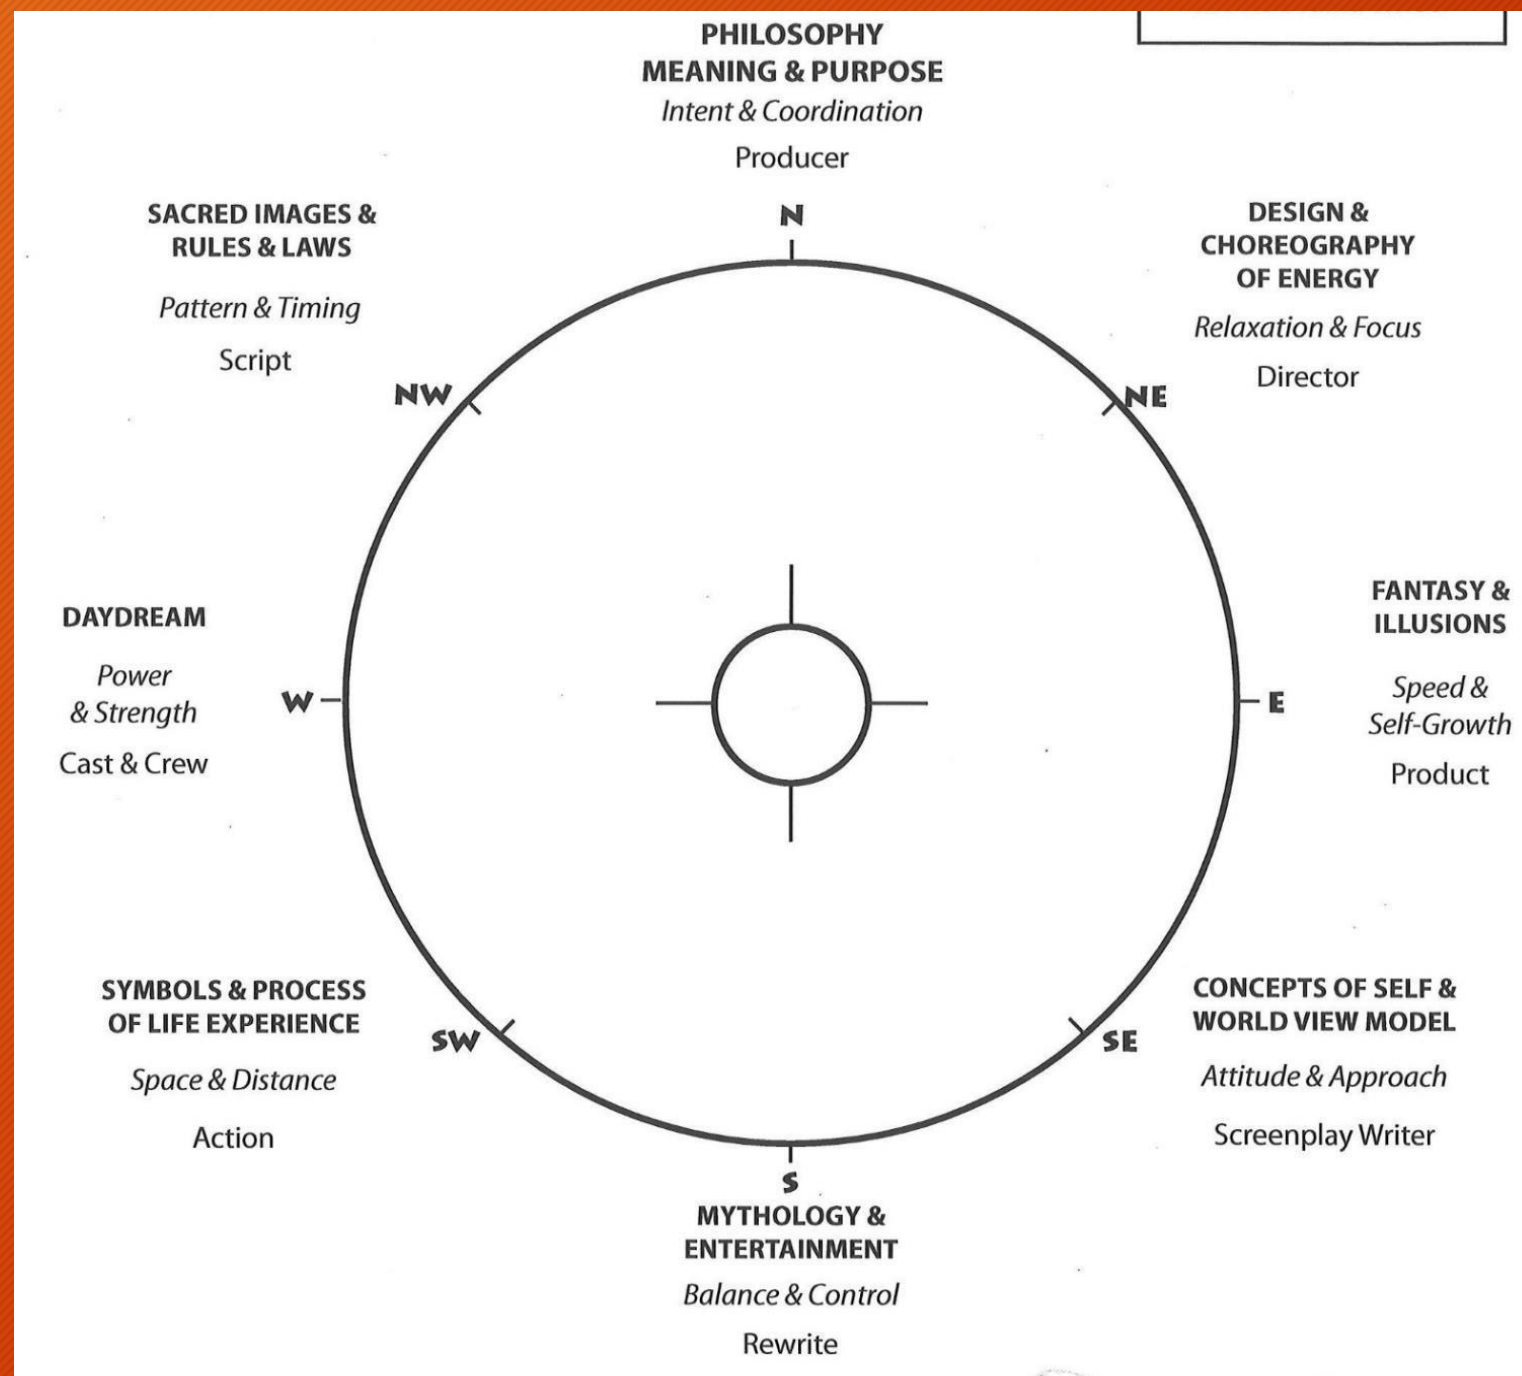 PHILOSOPHY
MEANING & PURPOSE
Intent & Coordination
Producer
N
SACRED IMAGES &
RULES & LAWS
Pattern & Timing
Script
NW
DESIGN &
CHOREOGRAPHY
OF ENERGY
Relaxation & Focus
Director
NE
DAYDREAM
Power
& Strength
Cast & Crew
W
FANTASY &
ILLUSIONS
Speed &
Self-Growth
Product
E
SYMBOLS & PROCESS
OF LIFE EXPERIENCE
Space & Distance
Action
SW
CONCEPTS OF SELF &
WORLD VIEW MODEL
Attitude & Approach
Screenplay Writer
SE
S
MYTHOLOGY &
ENTERTAINMENT
Balance & Control
Rewrite